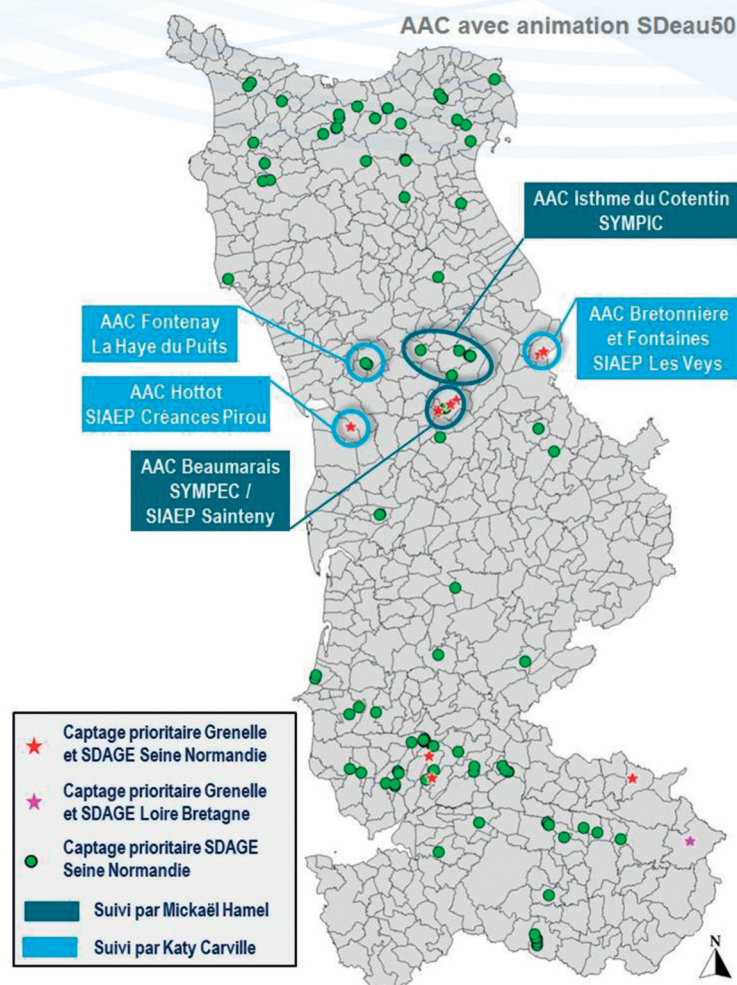 AAC avec animation SDeau50
AAC Isthme du Cotentin
SYMPIC
AAC Fontenay
La Haye du Puits
AAC Bretonnière
et Fontaines
SIAEP Les Veys
AAC Hottot
SIAEP Créances Pirou
AAC Beaumarais
SYMPEC /
SIAEP Sainteny
Captage prioritaire Grenelle
et SDAGE Seine Normandie
Captage prioritaire Grenelle
et SDAGE Loire Bretagne
Captage prioritaire SDAGE
Seine Normandie
Suivi par Mickaël Hamel
Suivi par Katy Carville
N